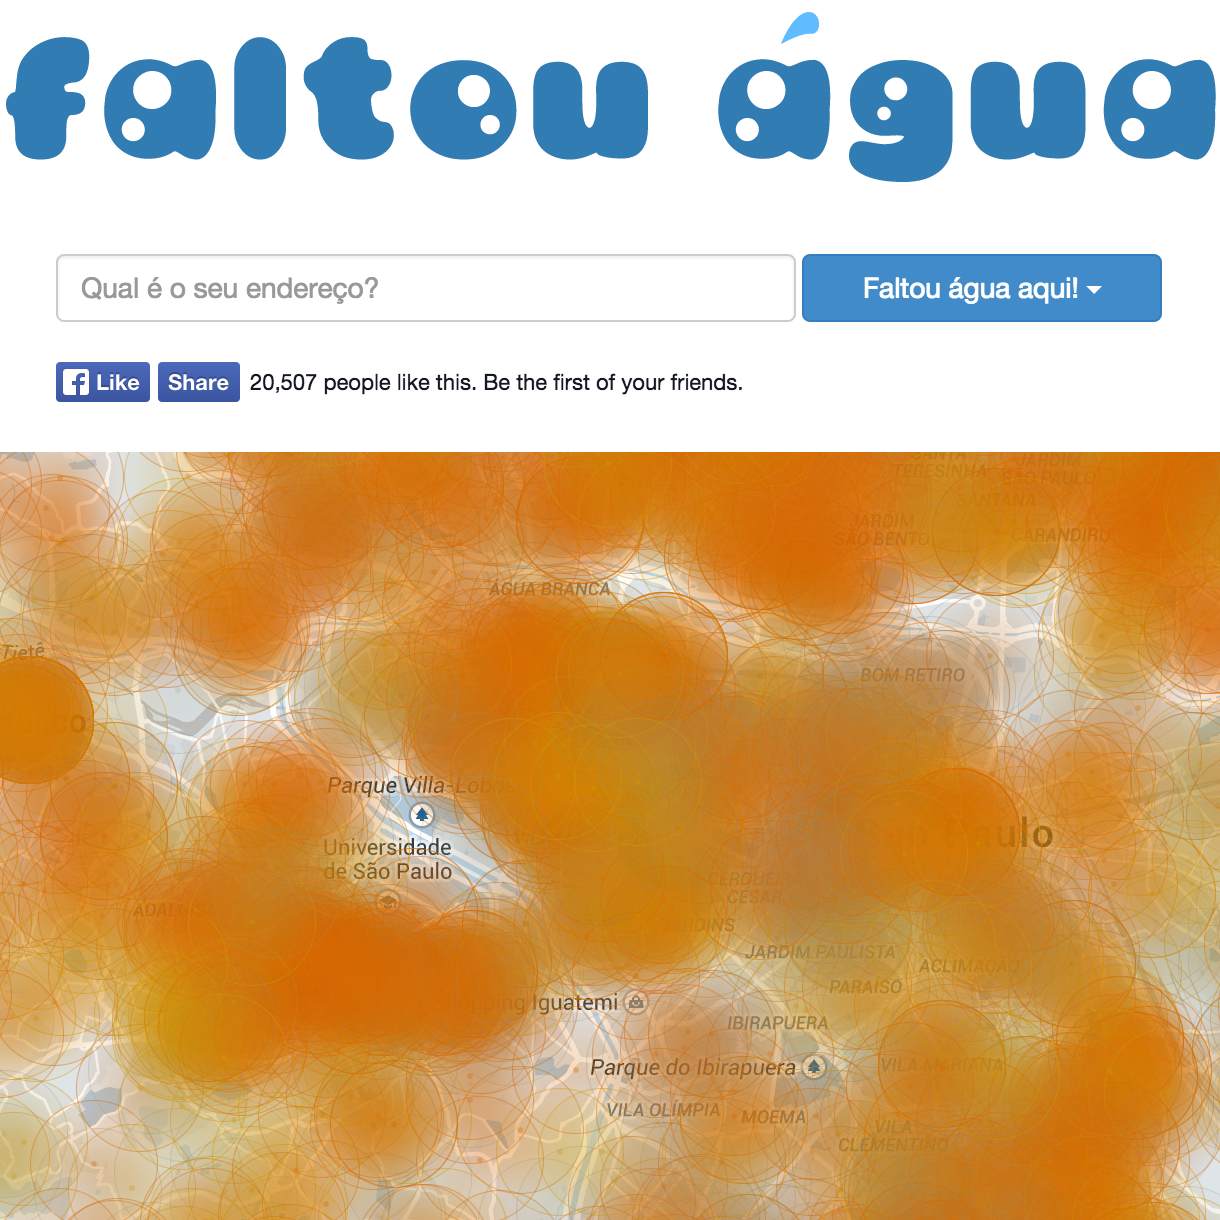 faltou água
Qual é o seu endereço?
Faltou água aqui!
Like
Share
20,507 people like this. Be the first of your friends.
SANTA
TERESINHA
JARDIM
SÃO PAULO
SANTANA
JARDIM
SÃO BENTO
CARANDIRU
ÁGUA BRANCA
Tietê
BOM RETIRO
Parque Villa-Lobos
Universidade
de São Paulo
Paulo
CERQUEIRA
CÉSAR
JARDINS
JARDIM PAULISTA
ACLIMAÇÃO
PARAÍSO
Shopping Iguatemi
IBIRAPUERA
Parque do Ibirapuera
VILA MARIANA
VILA OLÍMPIA
MOEMA
VILA
CLEMENTINO